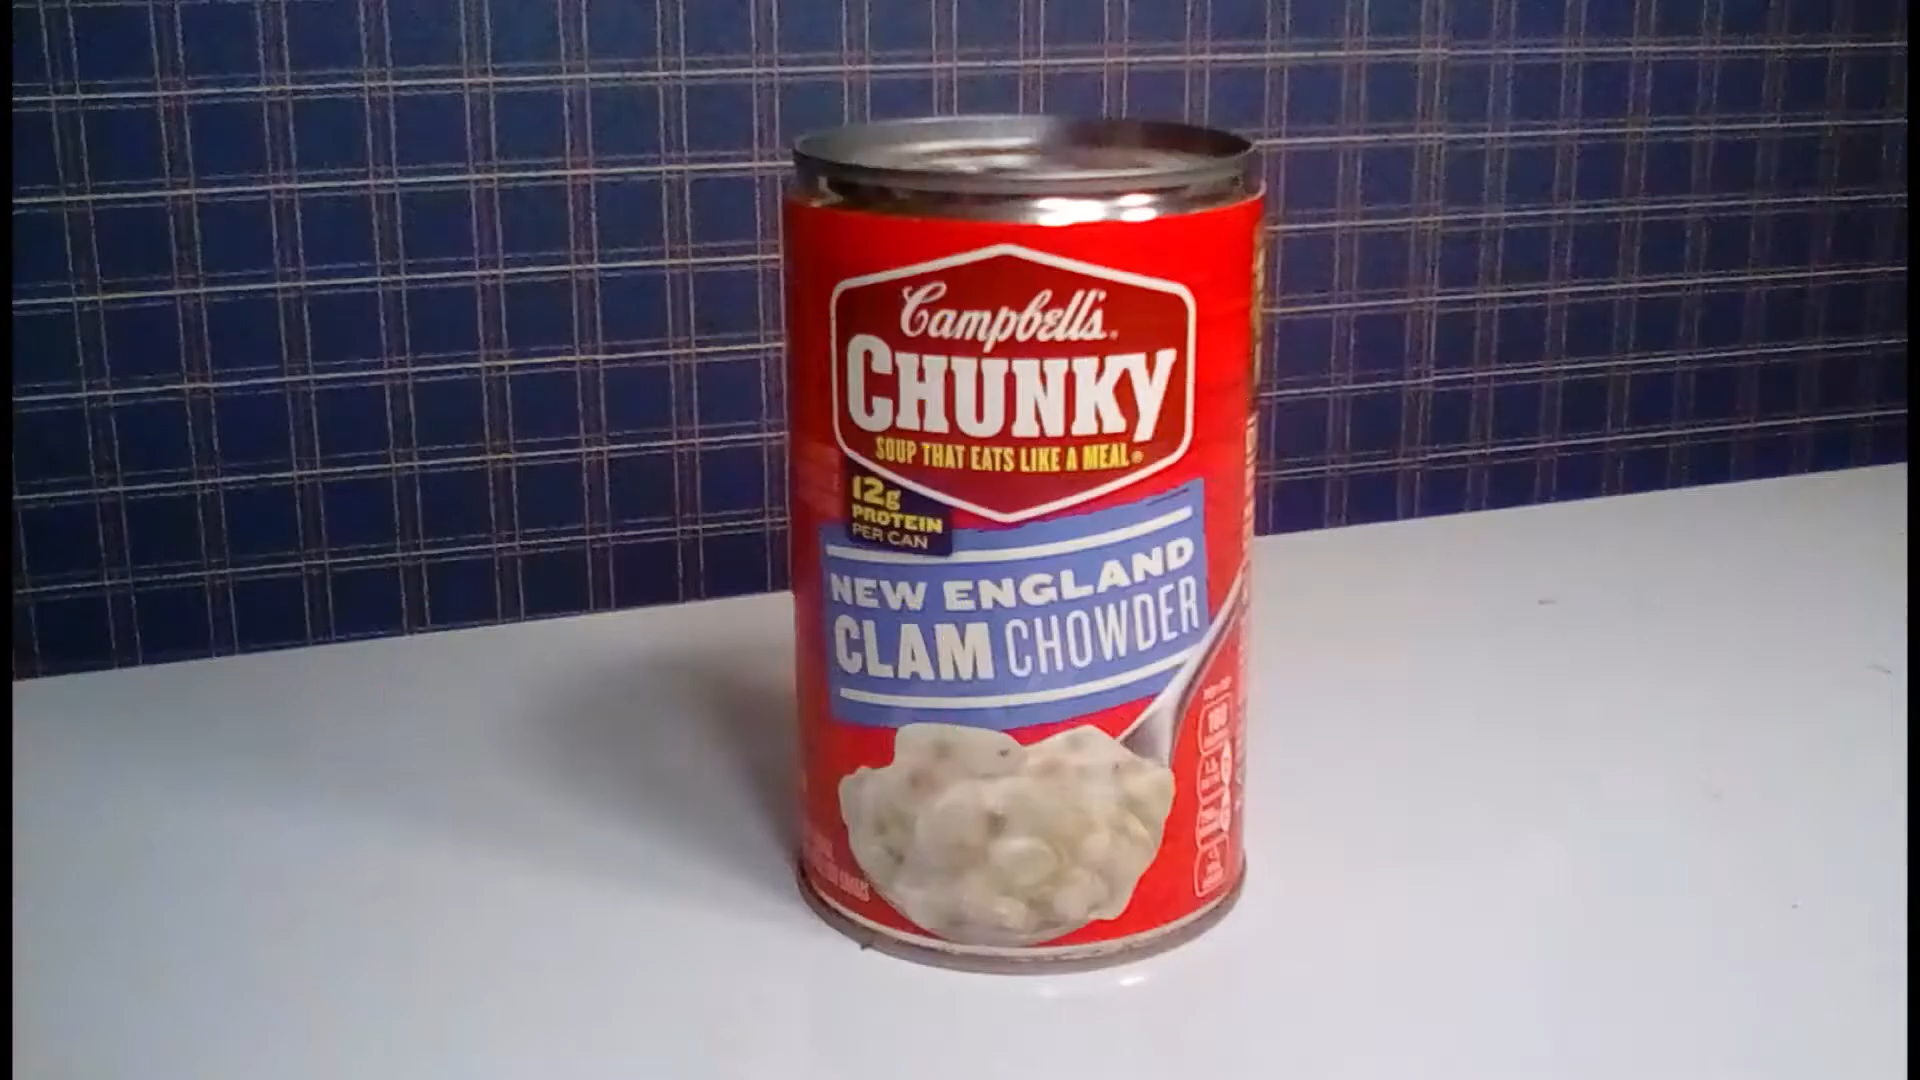 Campbell's®
CHUNKY
SOUP THAT EATS LIKE A MEAL®
12g
PROTEIN
PER CAN
NEW ENGLAND
CLAM CHOWDER